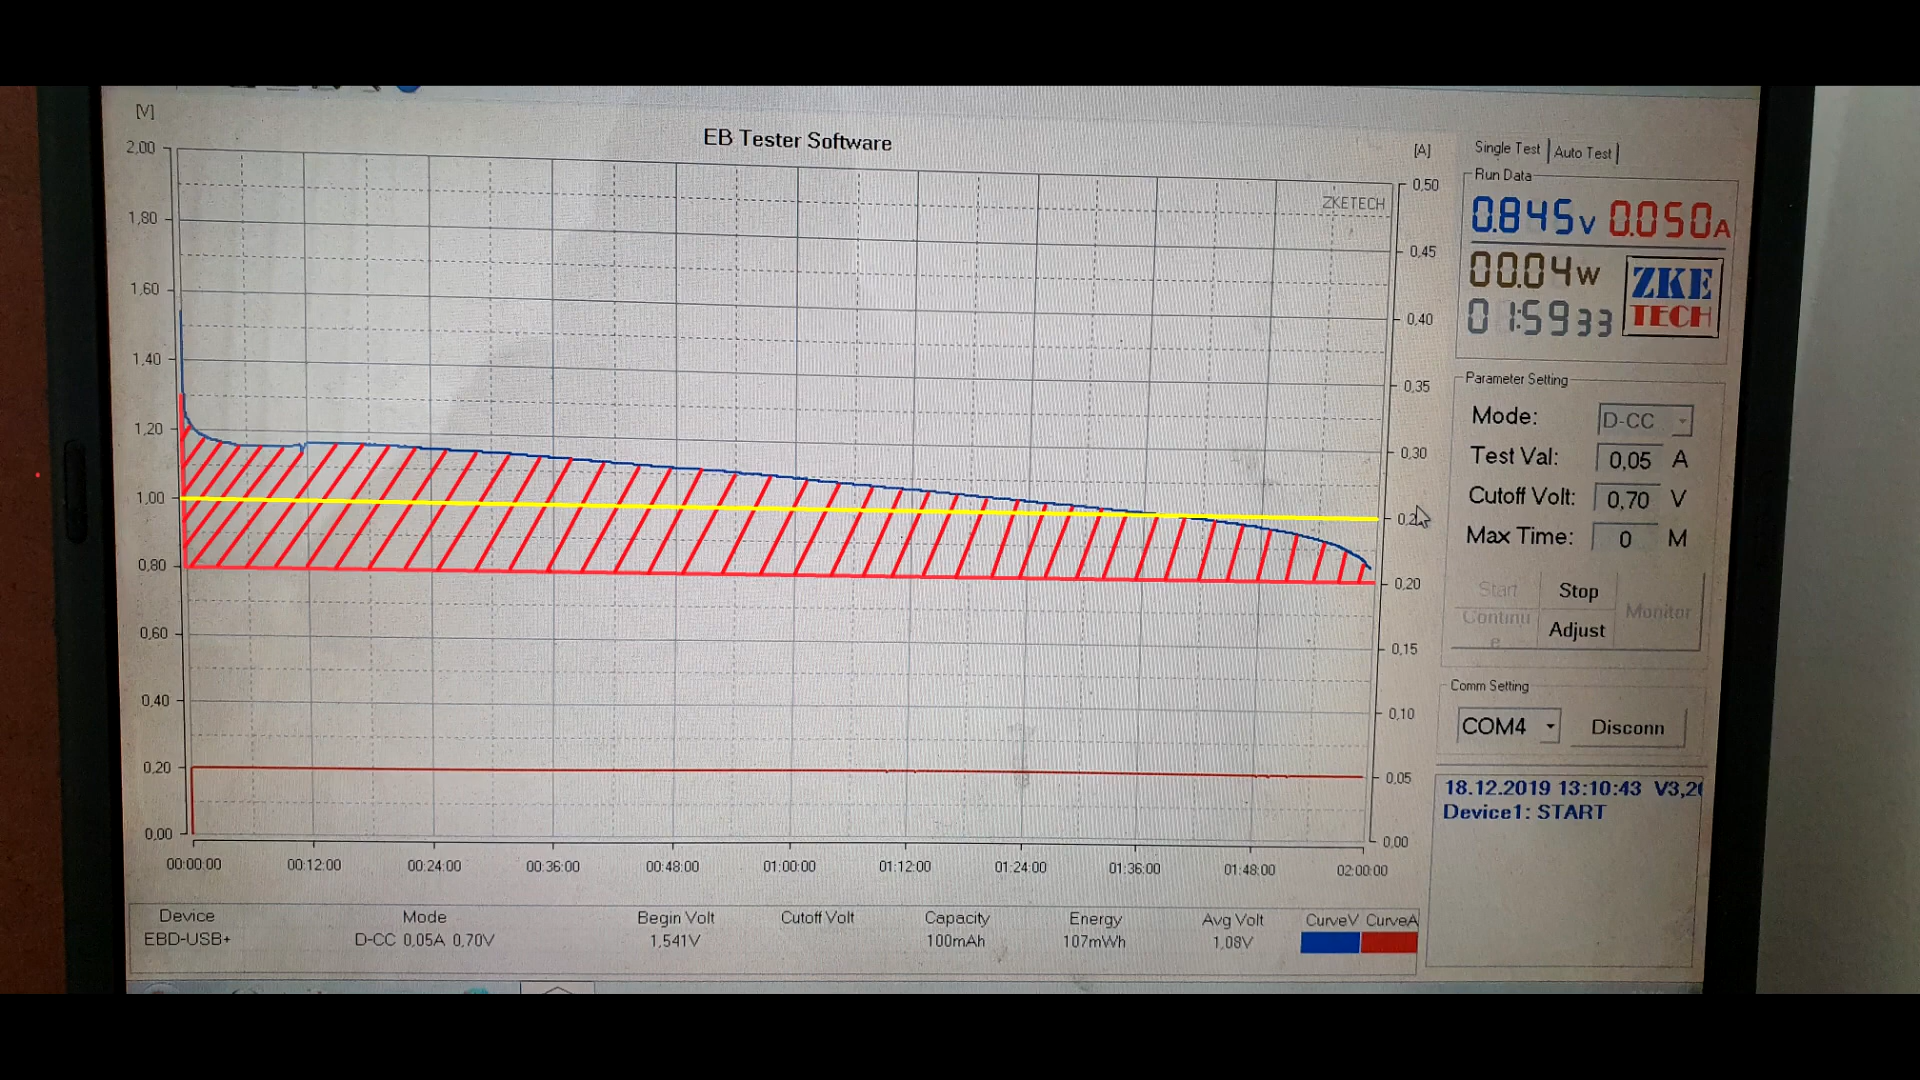 EB Tester Software
[V]
[A]
ZKETECH
2,00
1,80
1,60
1,40
1,20
1,00
0,80
0,60
0,40
0,20
0,00
0,50
0,45
0,40
0,35
0,30
0,20
0,15
0,10
0,05
0,00
00:00:00 00:12:00 00:24:00 00:36:00 00:48:00 01:00:00 01:12:00 01:24:00 01:36:00 01:48:00 02:00:00
Device Mode Begin Volt Cutoff Volt Capacity Energy Avg Volt CurveV CurveA
EBD-USB+ D-CC 0,05A 0,70V 1,541V 100mAh 107mWh 1,08V
Single Test Auto Test
Run Data
0.845V 0.050A
00.04W
01:59 33
ZKE
TECH
Parameter Setting
Mode: D-CC
Test Val: 0,05 A
Cutoff Volt: 0,70 V
Max Time: 0 M
Start Stop
Continu
e
Monitor
Adjust
Comm Setting
COM4 Disconn
18.12.2019 13:10:43 V3,2
Device1: START